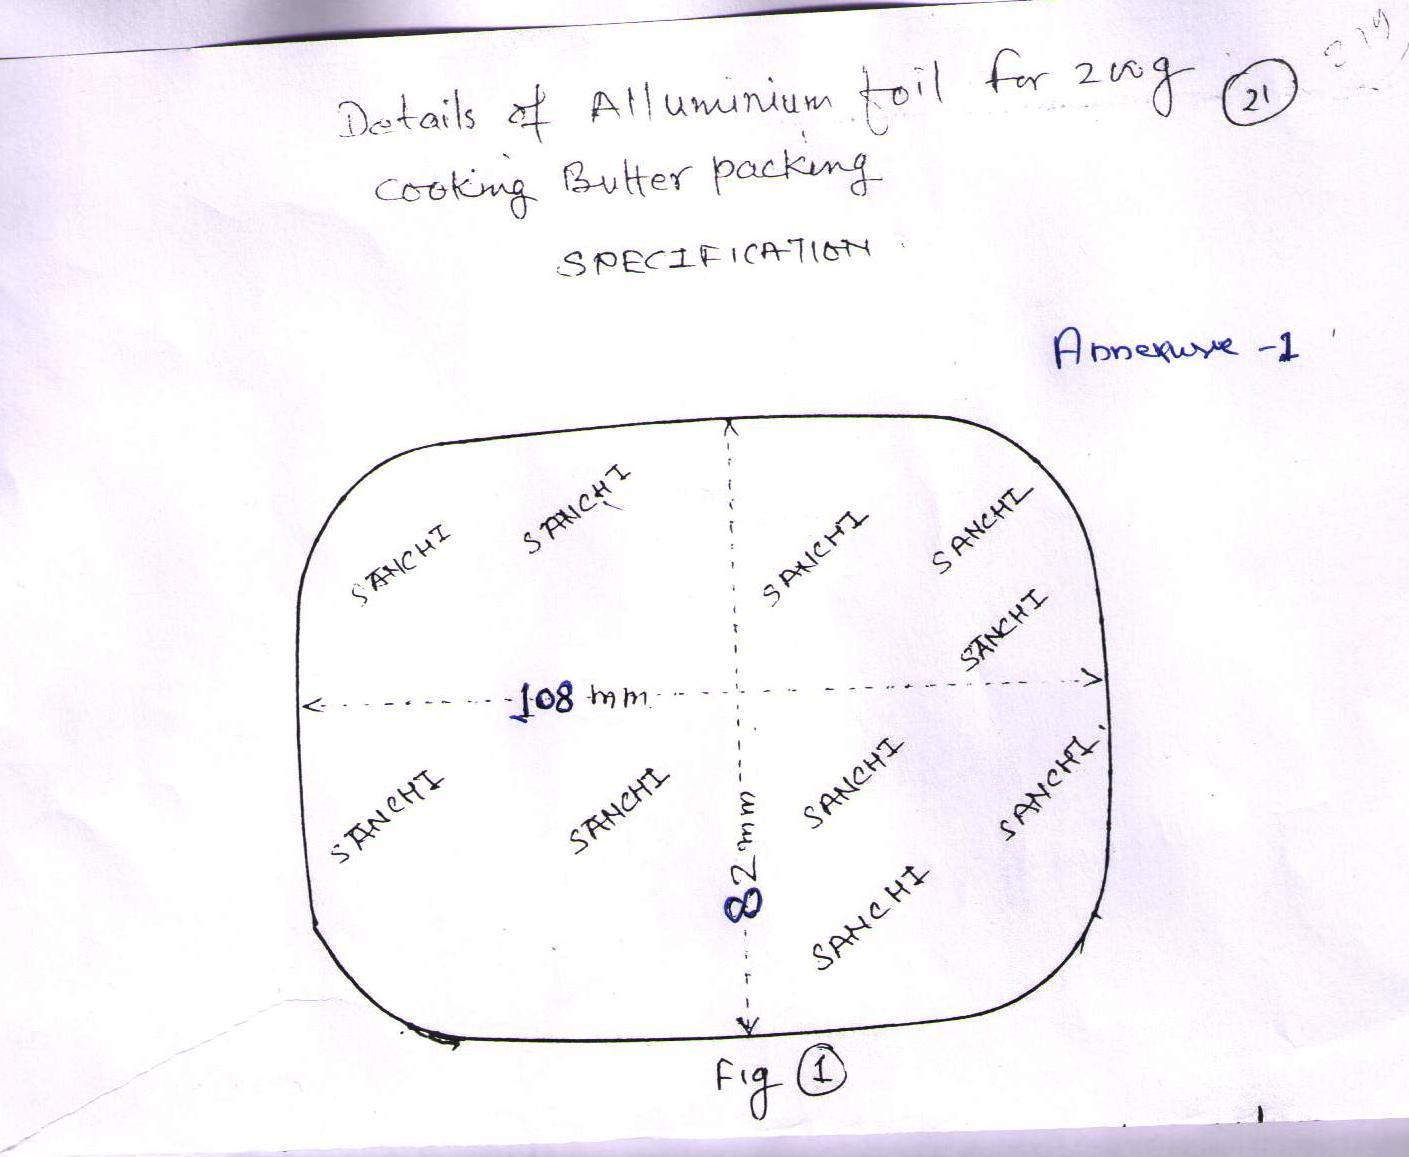 Details of Alluminium foil for 200g (21)
cooking Butter packing
SPECIFICATION
Annexure -1
SANCHI
SANCHI
SANCHI
SANCHI
SANCHI
108 mm
SANCHI
SANCHI
SANCHI
SANCHI
82 mm
SANCHI
Fig (1)